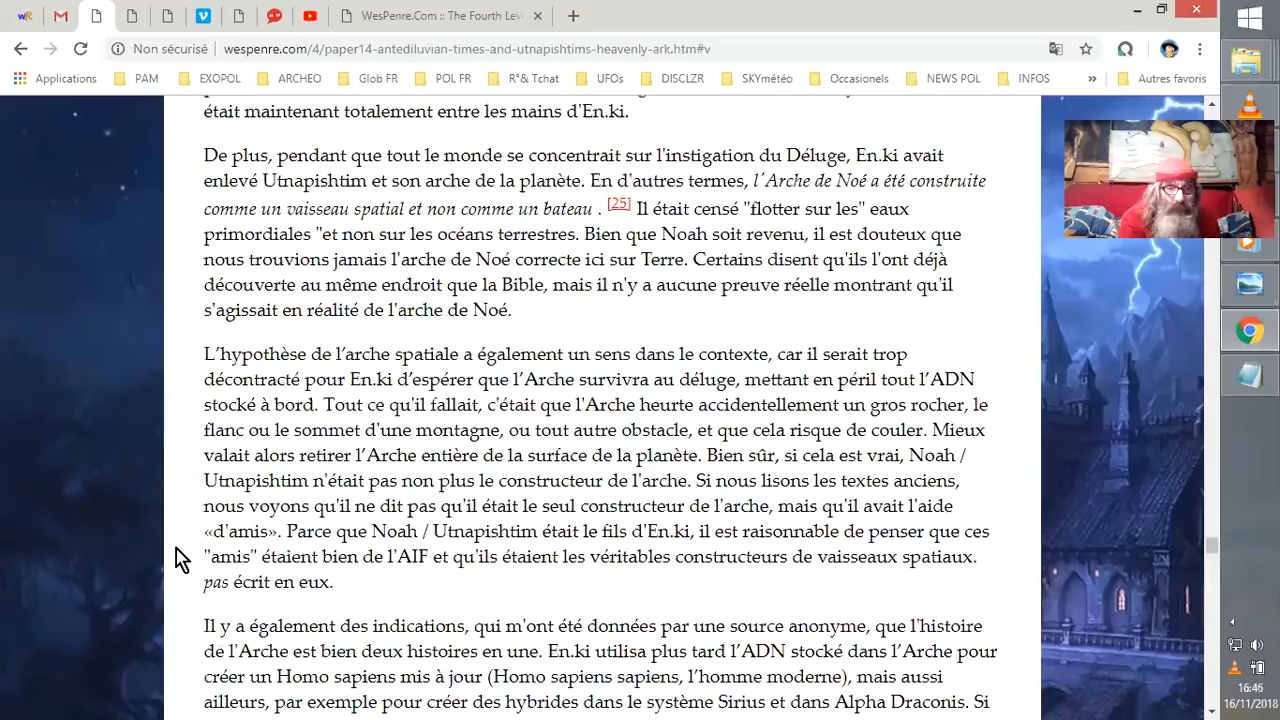 WesPenre.Com :: The Fourth Lev
Non sécurisé
wespenre.com/4/paper14-antediluvian-times-and-utnapishtims-heavenly-ark.htm#v
Applications
PAM
EXOPOL
ARCHEO
Glob FR
POL FR
R°& Tchat
UFOs
DISCLZR
SKYmétéo
Occasionels
NEWS POL
INFOS
»
Autres favoris
était maintenant totalement entre les mains d'En.ki.
De plus, pendant que tout le monde se concentrait sur l'instigation du Déluge, En.ki avait
enlevé Utnapishtim et son arche de la planète. En d'autres termes, l'Arche de Noé a été construite
comme un vaisseau spatial et non comme un bateau . [25] Il était censé "flotter sur les" eaux
primordiales "et non sur les océans terrestres. Bien que Noah soit revenu, il est douteux que
nous trouvions jamais l'arche de Noé correcte ici sur Terre. Certains disent qu'ils l'ont déjà
découverte au même endroit que la Bible, mais il n'y a aucune preuve réelle montrant qu'il
s'agissait en réalité de l'arche de Noé.
L’hypothèse de l’arche spatiale a également un sens dans le contexte, car il serait trop
décontracté pour En.ki d’espérer que l’Arche survivra au déluge, mettant en péril tout l’ADN
stocké à bord. Tout ce qu'il fallait, c'était que l'Arche heurte accidentellement un gros rocher, le
flanc ou le sommet d'une montagne, ou tout autre obstacle, et que cela risque de couler. Mieux
valait alors retirer l’Arche entière de la surface de la planète. Bien sûr, si cela est vrai, Noah /
Utnapishtim n'était pas non plus le constructeur de l'arche. Si nous lisons les textes anciens,
nous voyons qu'il ne dit pas qu'il était le seul constructeur de l'arche, mais qu'il avait l'aide
«d'amis». Parce que Noah / Utnapishtim était le fils d'En.ki, il est raisonnable de penser que ces
"amis" étaient bien de l'AIF et qu'ils étaient les véritables constructeurs de vaisseaux spatiaux.
pas écrit en eux.
Il y a également des indications, qui m'ont été données par une source anonyme, que l'histoire
de l'Arche est bien deux histoires en une. En.ki utilisa plus tard l’ADN stocké dans l’Arche pour
créer un Homo sapiens mis à jour (Homo sapiens sapiens, l’homme moderne), mais aussi
ailleurs, par exemple pour créer des hybrides dans le système Sirius et dans Alpha Draconis. Si
16:46
16/11/2018